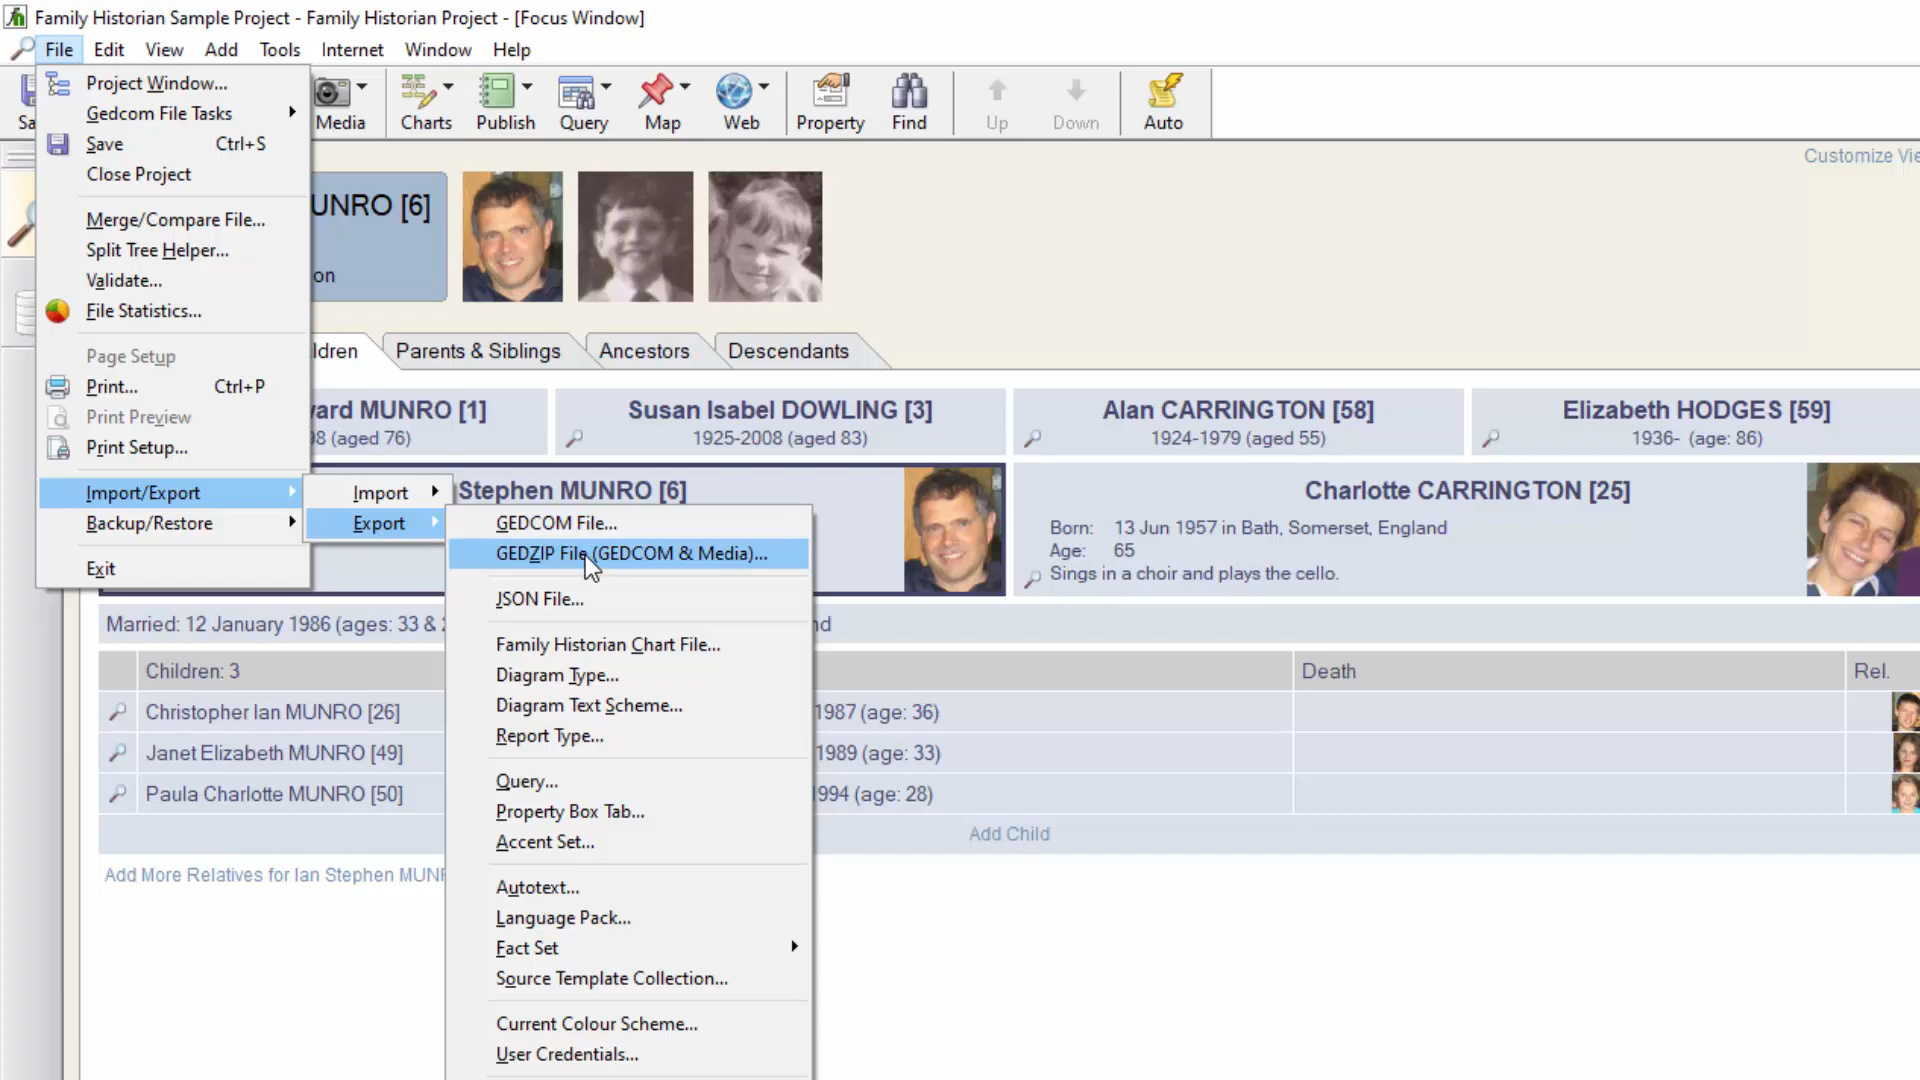 Family Historian Sample Project - Family Historian Project - [Focus Window]
File Edit View Add Tools Internet Window Help
Media Charts Publish Query Map Web Property Find Up Down Auto
Project Window...
Gedcom File Tasks
Save Ctrl+S
Close Project
Merge/Compare File...
Split Tree Helper...
Validate...
File Statistics...
Page Setup
Print... Ctrl+P
Print Preview
Print Setup...
Import/Export
Backup/Restore
Exit
Import
Export
GEDCOM File...
GEDZIP File (GEDCOM & Media)...
JSON File...
Family Historian Chart File...
Diagram Type...
Diagram Text Scheme...
Report Type...
Query...
Property Box Tab...
Accent Set...
Autotext...
Language Pack...
Fact Set
Source Template Collection...
Current Colour Scheme...
User Credentials...
Customize Vie
UNRO [6]
on
ldren Parents & Siblings Ancestors Descendants
ard MUNRO [1] Susan Isabel DOWLING [3] Alan CARRINGTON [58] Elizabeth HODGES [59]
98 (aged 76) 1925-2008 (aged 83) 1924-1979 (aged 55) 1936- (age: 86)
Stephen MUNRO [6] Charlotte CARRINGTON [25]
Born: 13 Jun 1957 in Bath, Somerset, England
Age: 65
Sings in a choir and plays the cello.
Married: 12 January 1986 (ages: 33 & nd
Children: 3 Death Rel.
Christopher Ian MUNRO [26] 1987 (age: 36)
Janet Elizabeth MUNRO [49] 1989 (age: 33)
Paula Charlotte MUNRO [50] 1994 (age: 28)
Add Child
Add More Relatives for Ian Stephen MUN